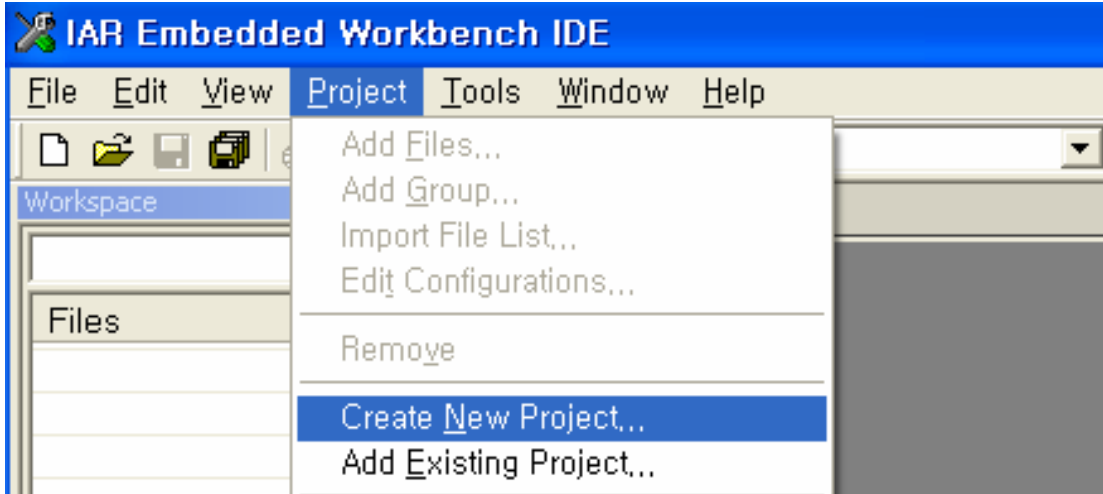 IAR Embedded Workbench IDE
File Edit View Project Tools Window Help
Add Files...
Workspace
Add Group...
Import File List...
Edit Configurations...
Files
Remove
Create New Project...
Add Existing Project...